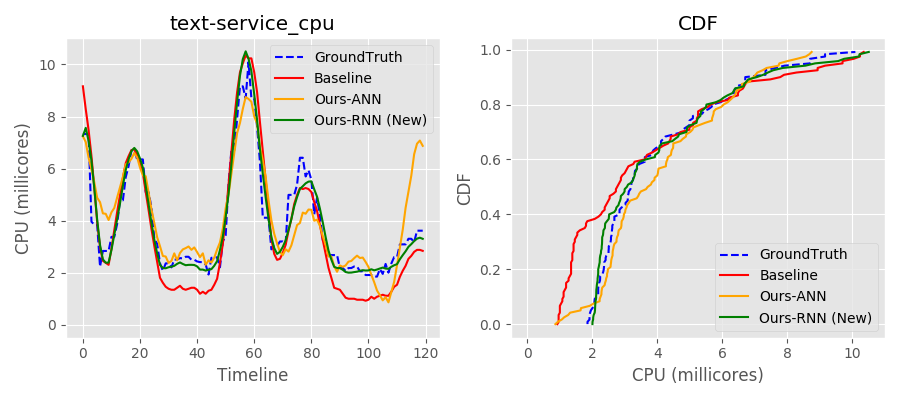 text-service_cpu
CPU (millicores)
10
8
6
4
2
0
0 20 40 60 80 100 120
Timeline
GroundTruth
Baseline
Ours-ANN
Ours-RNN (New)
CDF
CDF
1.0
0.8
0.6
0.4
0.2
0.0
0 2 4 6 8 10
CPU (millicores)
GroundTruth
Baseline
Ours-ANN
Ours-RNN (New)